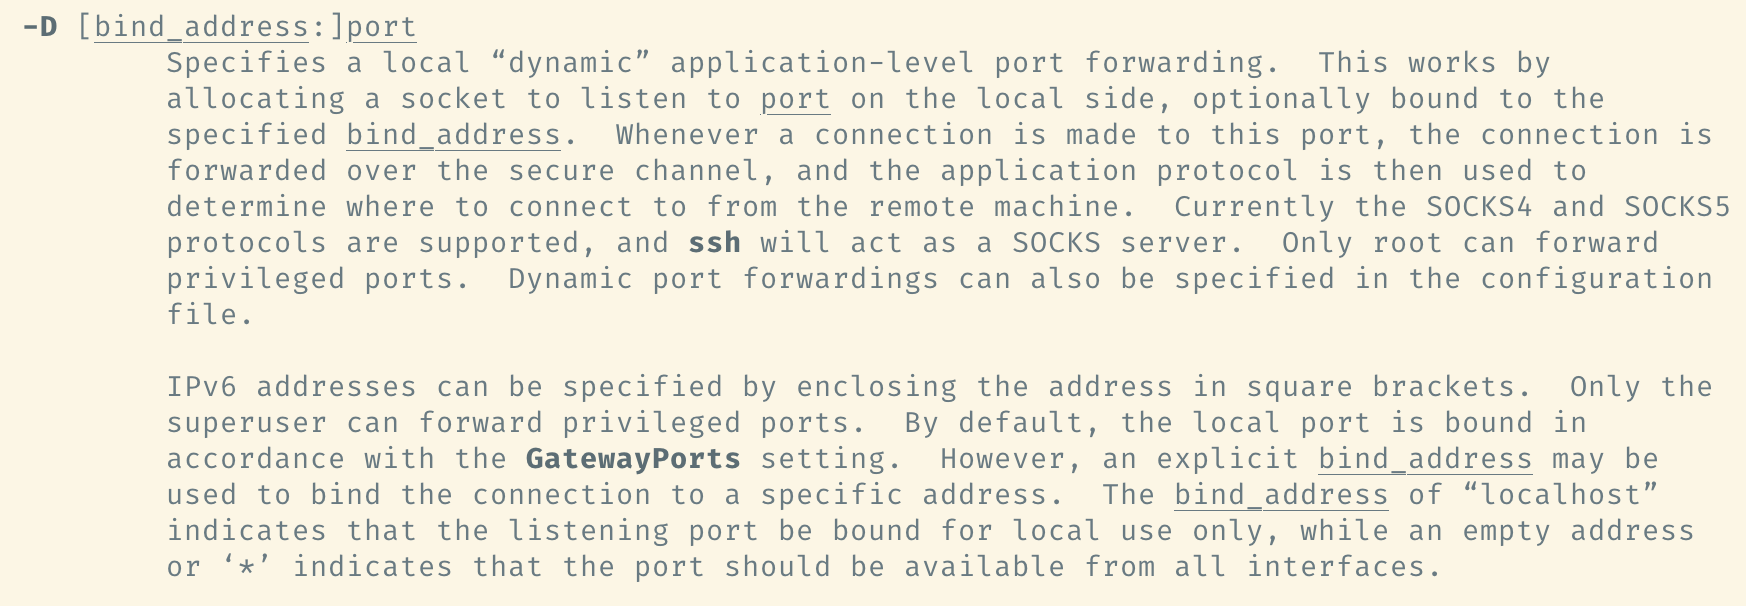 -D [bind_address:]port
Specifies a local “dynamic” application-level port forwarding.  This works by
allocating a socket to listen to port on the local side, optionally bound to the
specified bind_address.  Whenever a connection is made to this port, the connection is
forwarded over the secure channel, and the application protocol is then used to
determine where to connect to from the remote machine.  Currently the SOCKS4 and SOCKS5
protocols are supported, and ssh will act as a SOCKS server.  Only root can forward
privileged ports.  Dynamic port forwardings can also be specified in the configuration
file.

IPv6 addresses can be specified by enclosing the address in square brackets.  Only the
superuser can forward privileged ports.  By default, the local port is bound in
accordance with the GatewayPorts setting.  However, an explicit bind_address may be
used to bind the connection to a specific address.  The bind_address of “localhost”
indicates that the listening port be bound for local use only, while an empty address
or ‘*’ indicates that the port should be available from all interfaces.